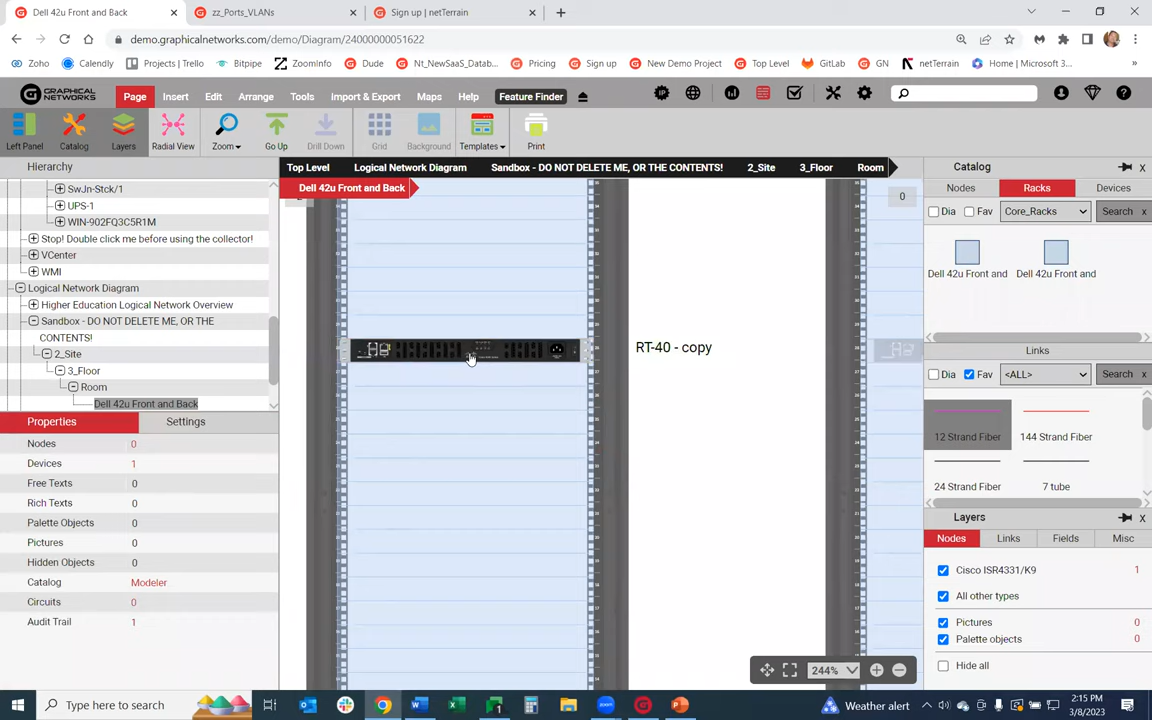 Dell 42u Front and Back
zz_Ports_VLANs
Sign up | netTerrain
demo.graphicalnetworks.com/demo/Diagram/24000000051622
Zoho
Calendly
Projects | Trello
Bitpipe
ZoomInfo
Dude
Nt_NewSaaS_Datab...
Pricing
Sign up
New Demo Project
Top Level
GitLab
GN
netTerrain
Home | Microsoft 3...
GRAPHICAL
NETWORKS
Page
Insert
Edit
Arrange
Tools
Import & Export
Maps
Help
Feature Finder
Left Panel
Catalog
Layers
Radial View
Zoom
Go Up
Drill Down
Grid
Background
Templates
Print
Hierarchy
SwJn-Stck/1
UPS-1
WIN-902FQ3C5R1M
Stop! Double click me before using the collector!
VCenter
WMI
Logical Network Diagram
Higher Education Logical Network Overview
Sandbox - DO NOT DELETE ME, OR THE
CONTENTS!
2_Site
3_Floor
Room
Dell 42u Front and Back
Properties
Settings
Nodes 0
Devices 1
Free Texts 0
Rich Texts 0
Palette Objects 0
Pictures 0
Hidden Objects 0
Catalog Modeler
Circuits 0
Audit Trail 1
Top Level
Logical Network Diagram
Sandbox - DO NOT DELETE ME, OR THE CONTENTS!
2_Site
3_Floor
Room
Dell 42u Front and Back
0
RT-40 - copy
244%
Catalog
X
Nodes
Racks
Devices
Dia
Fav
Core_Racks
Search x
Dell 42u Front and
Dell 42u Front and
Links
Dia
Fav
<ALL>
Search x
12 Strand Fiber
144 Strand Fiber
24 Strand Fiber
7 tube
Layers
X
Nodes
Links
Fields
Misc
Cisco ISR4331/K9 1
All other types
Pictures 0
Palette objects 0
Hide all
Type here to search
Weather alert
2:15 PM
3/8/2023